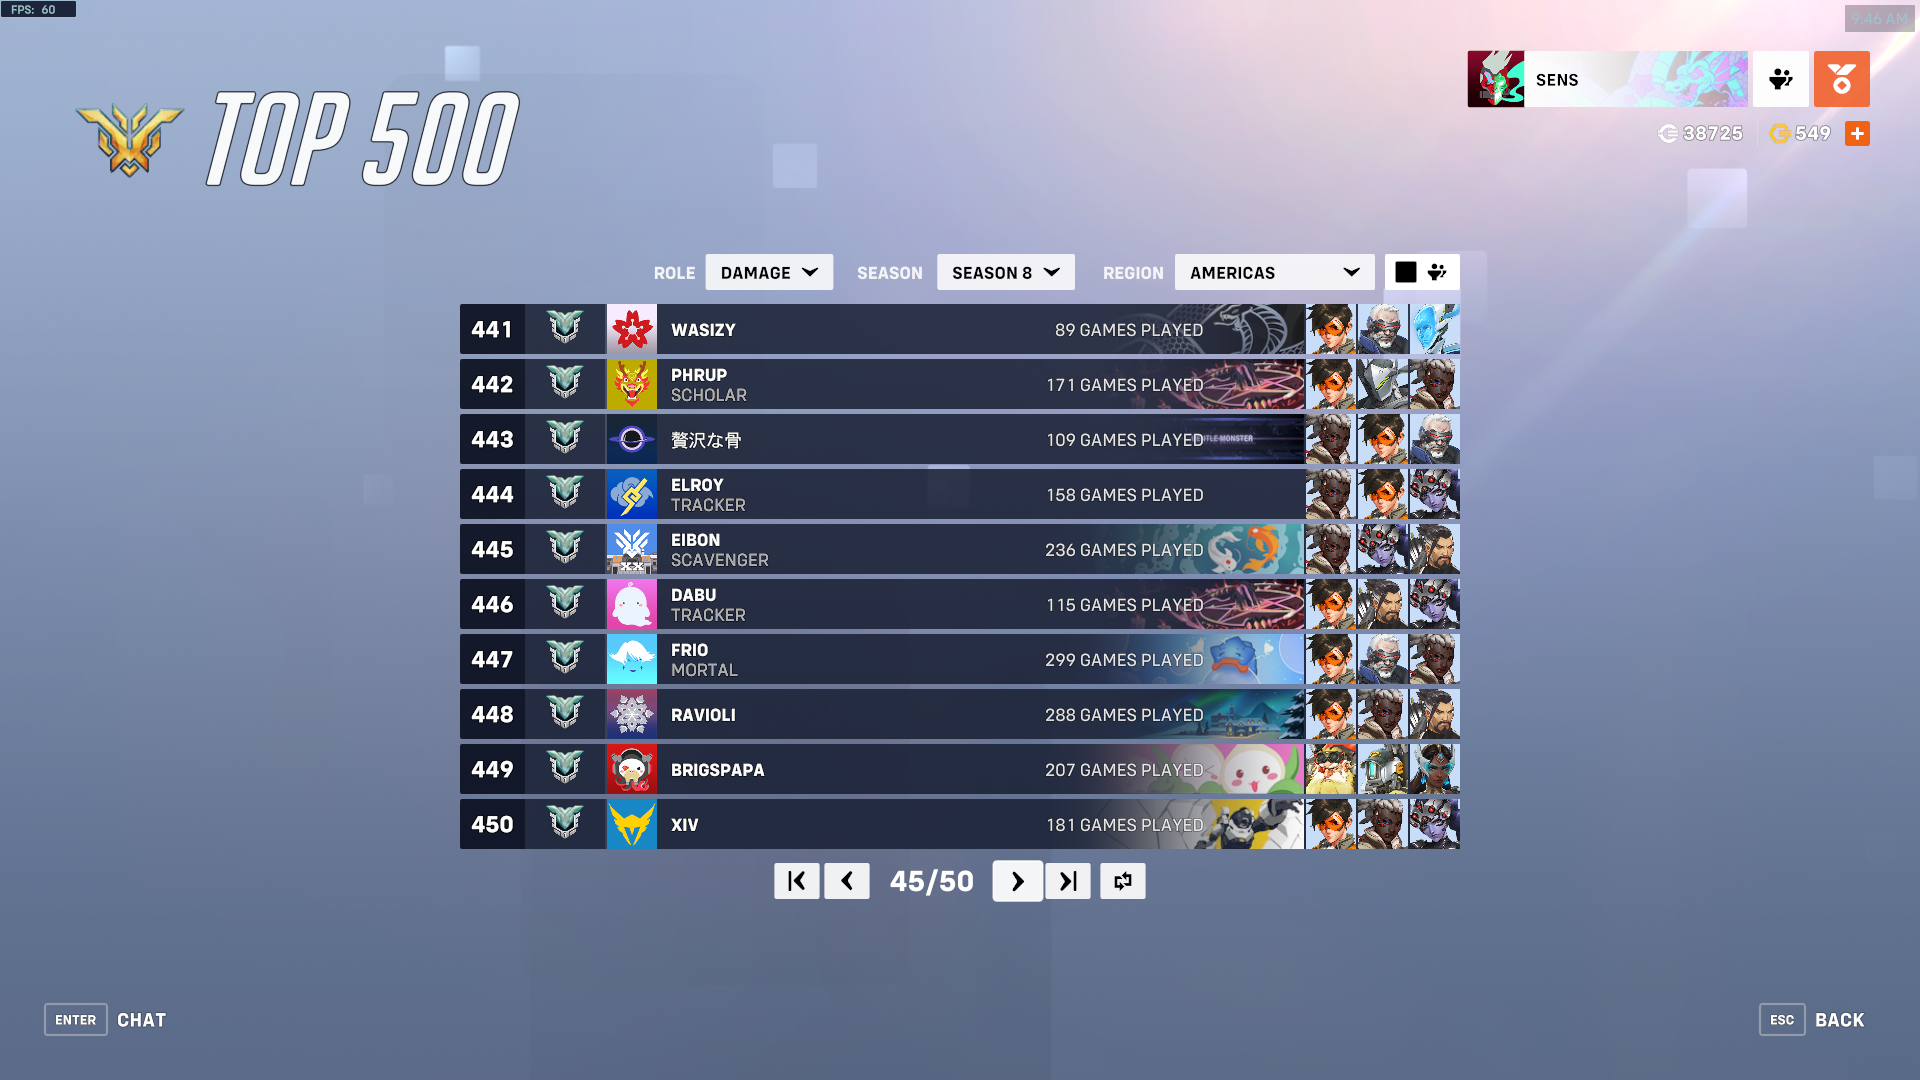 FPS: 60
9:46 AM
TOP 500
SENS
38725
549
ROLE DAMAGE SEASON SEASON 8 REGION AMERICAS
441 WASIZY 89 GAMES PLAYED
442 PHRUP 171 GAMES PLAYED
SCHOLAR
443 贅沢な骨 109 GAMES PLAYED
444 ELROY 158 GAMES PLAYED
TRACKER
445 EIBON 236 GAMES PLAYED
SCAVENGER
446 DABU 115 GAMES PLAYED
TRACKER
447 FRIO 299 GAMES PLAYED
MORTAL
448 RAVIOLI 288 GAMES PLAYED
449 BRIGSPAPA 207 GAMES PLAYED
450 XIV 181 GAMES PLAYED
45/50
ENTER CHAT
ESC BACK